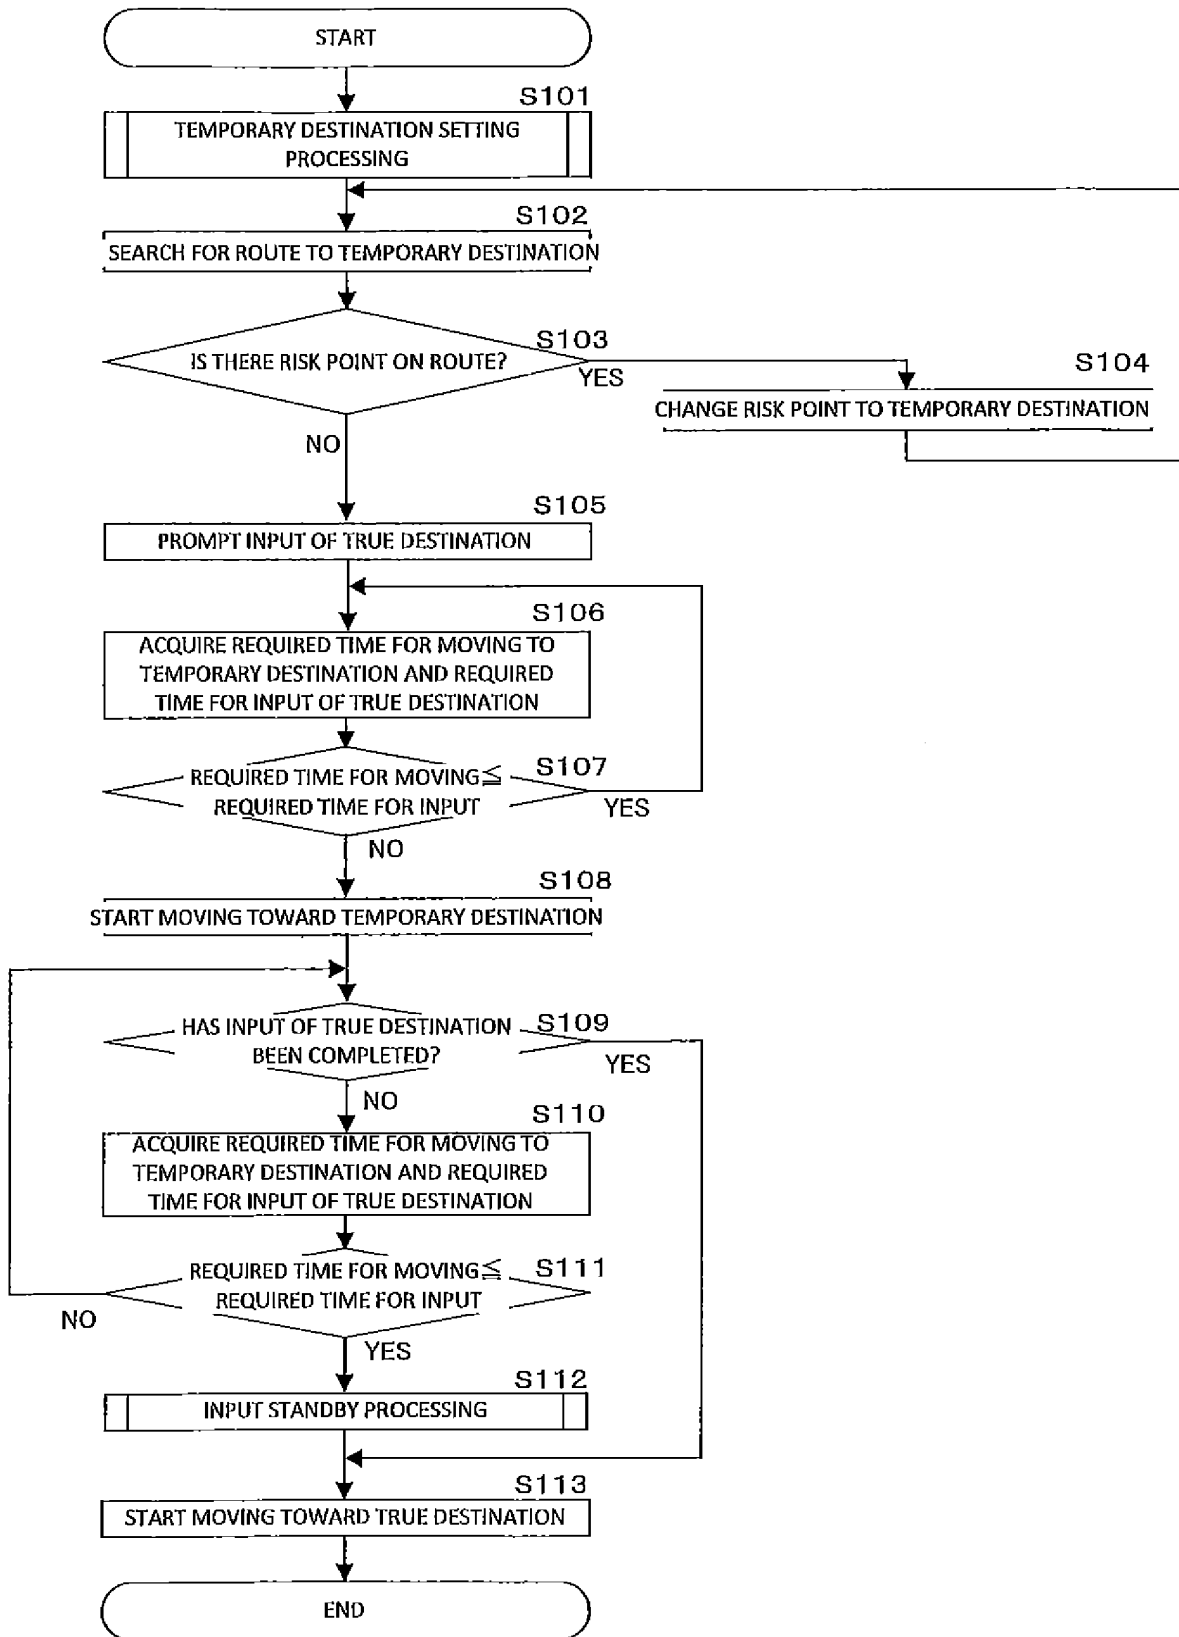 START
S101
TEMPORARY DESTINATION SETTING
PROCESSING
S102
SEARCH FOR ROUTE TO TEMPORARY DESTINATION
S103
IS THERE RISK POINT ON ROUTE?
YES
S104
CHANGE RISK POINT TO TEMPORARY DESTINATION
NO
S105
PROMPT INPUT OF TRUE DESTINATION
S106
ACQUIRE REQUIRED TIME FOR MOVING TO
TEMPORARY DESTINATION AND REQUIRED
TIME FOR INPUT OF TRUE DESTINATION
S107
REQUIRED TIME FOR MOVING≦
REQUIRED TIME FOR INPUT
YES
NO
S108
START MOVING TOWARD TEMPORARY DESTINATION
S109
HAS INPUT OF TRUE DESTINATION
BEEN COMPLETED?
YES
NO
S110
ACQUIRE REQUIRED TIME FOR MOVING TO
TEMPORARY DESTINATION AND REQUIRED
TIME FOR INPUT OF TRUE DESTINATION
S111
REQUIRED TIME FOR MOVING≦
REQUIRED TIME FOR INPUT
NO
YES
S112
INPUT STANDBY PROCESSING
S113
START MOVING TOWARD TRUE DESTINATION
END